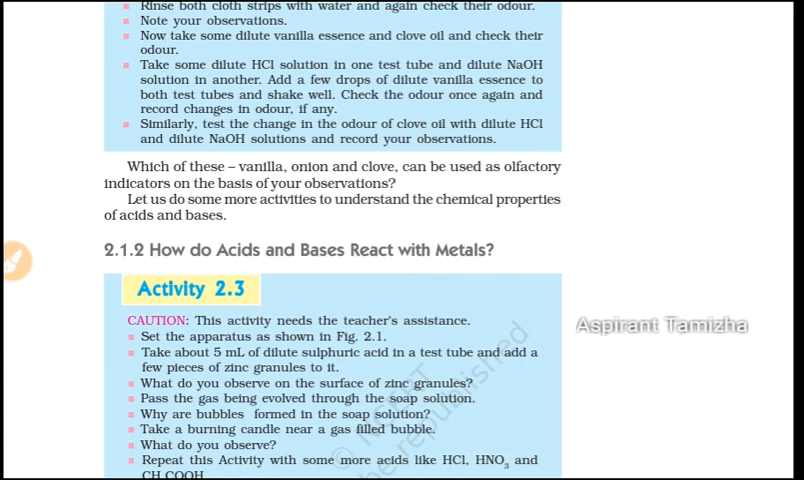 Rinse both cloth strips with water and again check their odour.
Note your observations.
Now take some dilute vanilla essence and clove oil and check their
odour.
Take some dilute HCl solution in one test tube and dilute NaOH
solution in another. Add a few drops of dilute vanilla essence to
both test tubes and shake well. Check the odour once again and
record changes in odour, if any.
Similarly, test the change in the odour of clove oil with dilute HCl
and dilute NaOH solutions and record your observations.
Which of these – vanilla, onion and clove, can be used as olfactory
indicators on the basis of your observations?
Let us do some more activities to understand the chemical properties
of acids and bases.
2.1.2 How do Acids and Bases React with Metals?
Activity 2.3
CAUTION: This activity needs the teacher's assistance.
Set the apparatus as shown in Fig. 2.1.
Take about 5 mL of dilute sulphuric acid in a test tube and add a
few pieces of zinc granules to it.
What do you observe on the surface of zinc granules?
Pass the gas being evolved through the soap solution.
Why are bubbles formed in the soap solution?
Take a burning candle near a gas filled bubble.
What do you observe?
Repeat this Activity with some more acids like HCl, HNO₃ and
CH COOH
Aspirant Tamizha
© NCERT
be republished